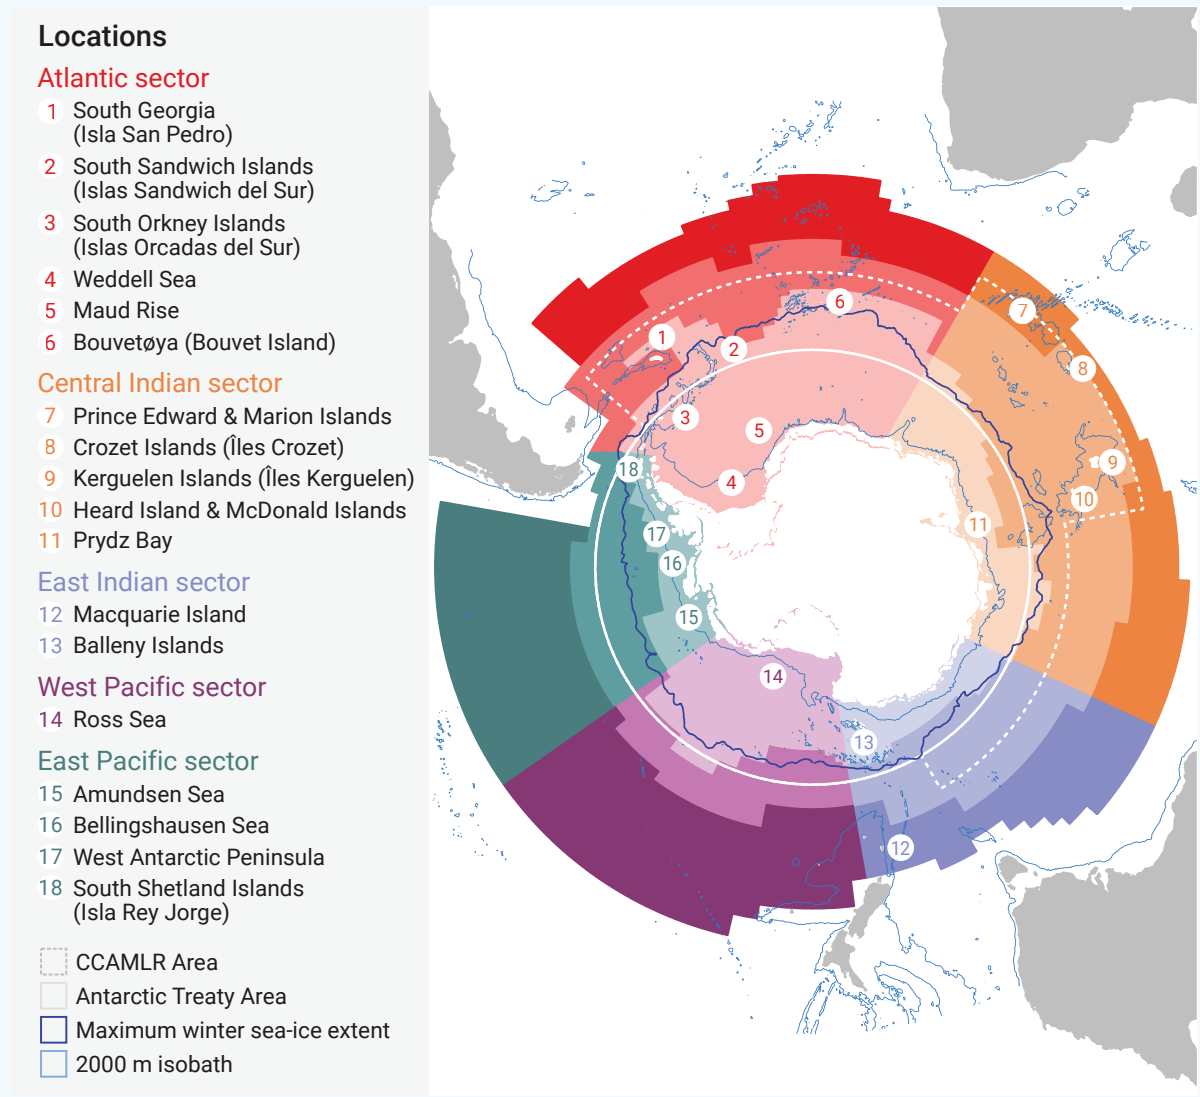 Locations
Atlantic sector
1 South Georgia
(Isla San Pedro)
2 South Sandwich Islands
(Islas Sandwich del Sur)
3 South Orkney Islands
(Islas Orcadas del Sur)
4 Weddell Sea
5 Maud Rise
6 Bouvetøya (Bouvet Island)
Central Indian sector
7 Prince Edward & Marion Islands
8 Crozet Islands (Îles Crozet)
9 Kerguelen Islands (Îles Kerguelen)
10 Heard Island & McDonald Islands
11 Prydz Bay
East Indian sector
12 Macquarie Island
13 Balleny Islands
West Pacific sector
14 Ross Sea
East Pacific sector
15 Amundsen Sea
16 Bellingshausen Sea
17 West Antarctic Peninsula
18 South Shetland Islands
(Isla Rey Jorge)
CCAMLR Area
Antarctic Treaty Area
Maximum winter sea-ice extent
2000 m isobath
6
7
1
2
8
3
5
9
18
4
10
11
17
16
15
14
13
12